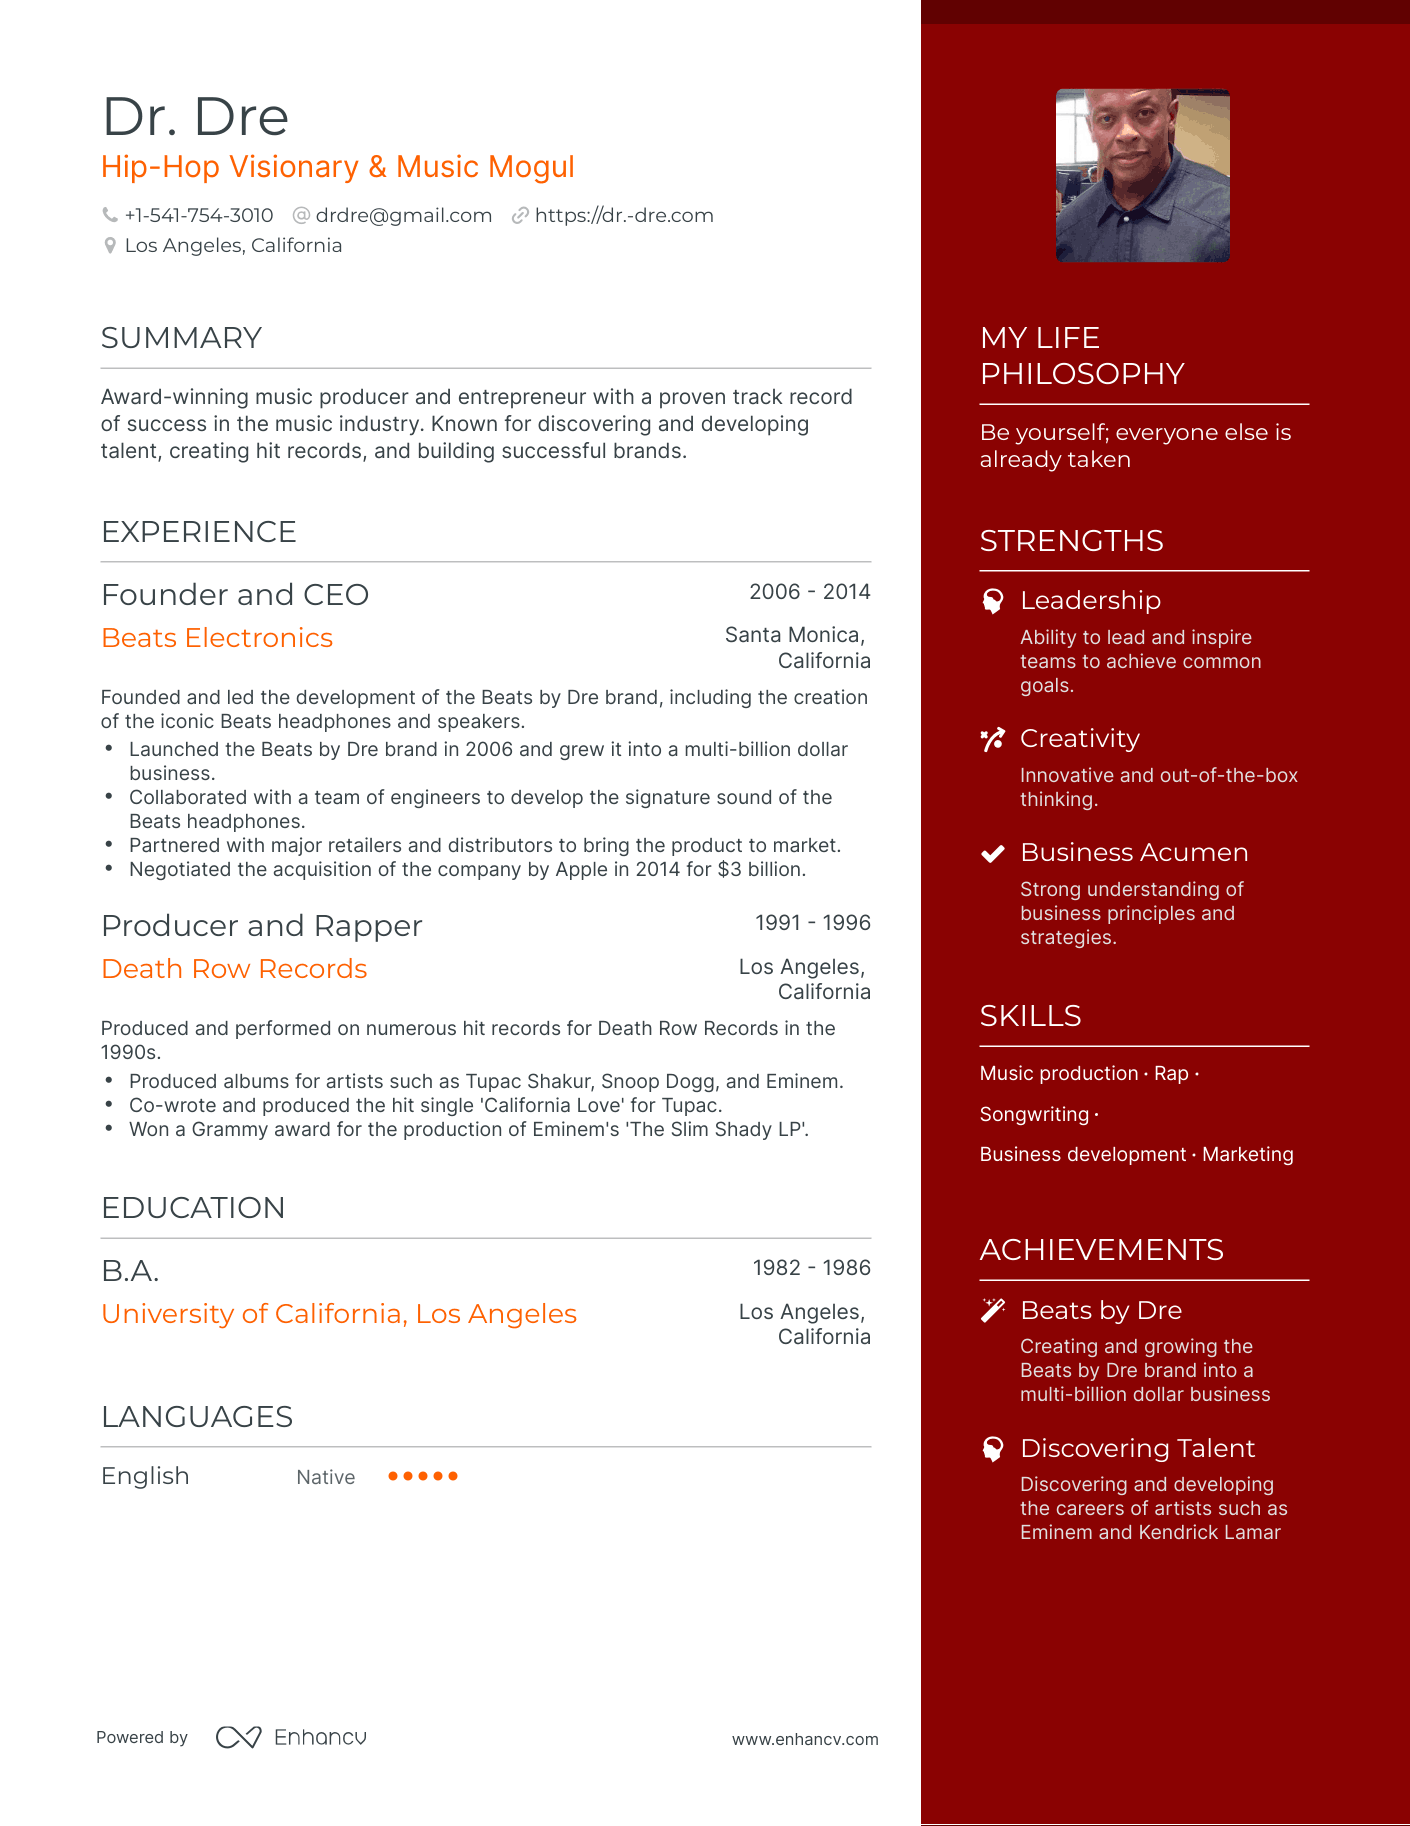 Dr. Dre
Hip-Hop Visionary & Music Mogul
+1-541-754-3010 @ drdre@gmail.com https://dr.-dre.com
Los Angeles, California
SUMMARY
Award-winning music producer and entrepreneur with a proven track record
of success in the music industry. Known for discovering and developing
talent, creating hit records, and building successful brands.
EXPERIENCE
Founder and CEO 2006 - 2014
Beats Electronics Santa Monica,
California
Founded and led the development of the Beats by Dre brand, including the creation
of the iconic Beats headphones and speakers.
• Launched the Beats by Dre brand in 2006 and grew it into a multi-billion dollar
business.
• Collaborated with a team of engineers to develop the signature sound of the
Beats headphones.
• Partnered with major retailers and distributors to bring the product to market.
• Negotiated the acquisition of the company by Apple in 2014 for $3 billion.
Producer and Rapper 1991 - 1996
Death Row Records Los Angeles,
California
Produced and performed on numerous hit records for Death Row Records in the
1990s.
• Produced albums for artists such as Tupac Shakur, Snoop Dogg, and Eminem.
• Co-wrote and produced the hit single 'California Love' for Tupac.
• Won a Grammy award for the production of Eminem's 'The Slim Shady LP'.
EDUCATION
B.A. 1982 - 1986
University of California, Los Angeles Los Angeles,
California
LANGUAGES
English Native
MY LIFE
PHILOSOPHY
Be yourself; everyone else is
already taken
STRENGTHS
Leadership
Ability to lead and inspire
teams to achieve common
goals.
Creativity
Innovative and out-of-the-box
thinking.
Business Acumen
Strong understanding of
business principles and
strategies.
SKILLS
Music production · Rap ·
Songwriting ·
Business development · Marketing
ACHIEVEMENTS
Beats by Dre
Creating and growing the
Beats by Dre brand into a
multi-billion dollar business
Discovering Talent
Discovering and developing
the careers of artists such as
Eminem and Kendrick Lamar
Powered by Enhancv www.enhancv.com